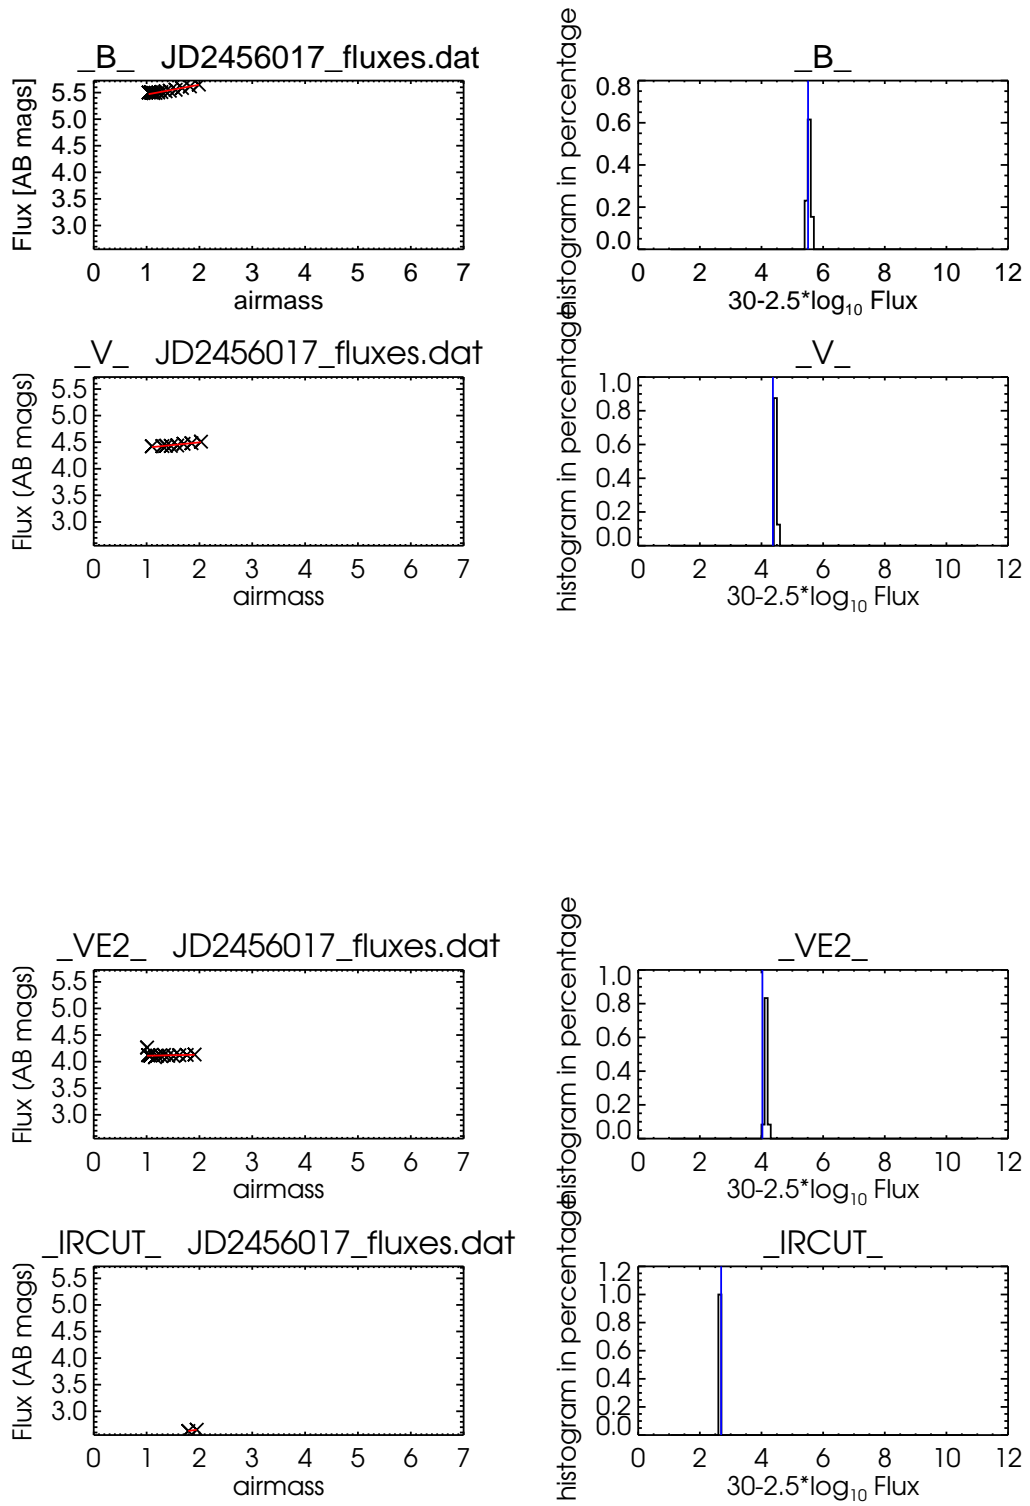 _B_ JD2456017_fluxes.dat
Flux [AB mags]
5.5
5.0
4.5
4.0
3.5
3.0
0 1 2 3 4 5 6 7
airmass
_B_
histogram in percentage
0.8
0.6
0.4
0.2
0.0
0 2 4 6 8 10 12
30-2.5*log₁₀ Flux
_V_ JD2456017_fluxes.dat
Flux (AB mags)
5.5
5.0
4.5
4.0
3.5
3.0
0 1 2 3 4 5 6 7
airmass
_V_
histogram in percentage
1.0
0.8
0.6
0.4
0.2
0.0
0 2 4 6 8 10 12
30-2.5*log₁₀ Flux
_VE2_ JD2456017_fluxes.dat
Flux (AB mags)
5.5
5.0
4.5
4.0
3.5
3.0
0 1 2 3 4 5 6 7
airmass
_VE2_
histogram in percentage
1.0
0.8
0.6
0.4
0.2
0.0
0 2 4 6 8 10 12
30-2.5*log₁₀ Flux
_IRCUT_ JD2456017_fluxes.dat
Flux (AB mags)
5.5
5.0
4.5
4.0
3.5
3.0
0 1 2 3 4 5 6 7
airmass
_IRCUT_
histogram in percentage
1.2
1.0
0.8
0.6
0.4
0.2
0.0
0 2 4 6 8 10 12
30-2.5*log₁₀ Flux